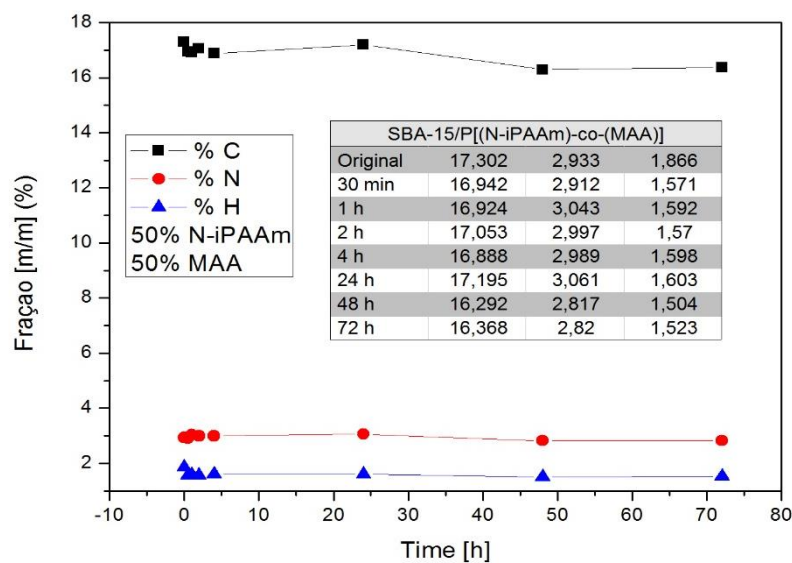 18
16
14
12
10
8
6
4
2
Fraçao [m/m] (%)
% C
% N
% H
50% N-iPAAm
50% MAA
SBA-15/P[(N-iPAAm)-co-(MAA)]
Original 17,302 2,933 1,866
30 min 16,942 2,912 1,571
1 h 16,924 3,043 1,592
2 h 17,053 2,997 1,57
4 h 16,888 2,989 1,598
24 h 17,195 3,061 1,603
48 h 16,292 2,817 1,504
72 h 16,368 2,82 1,523
-10 0 10 20 30 40 50 60 70 80
Time [h]